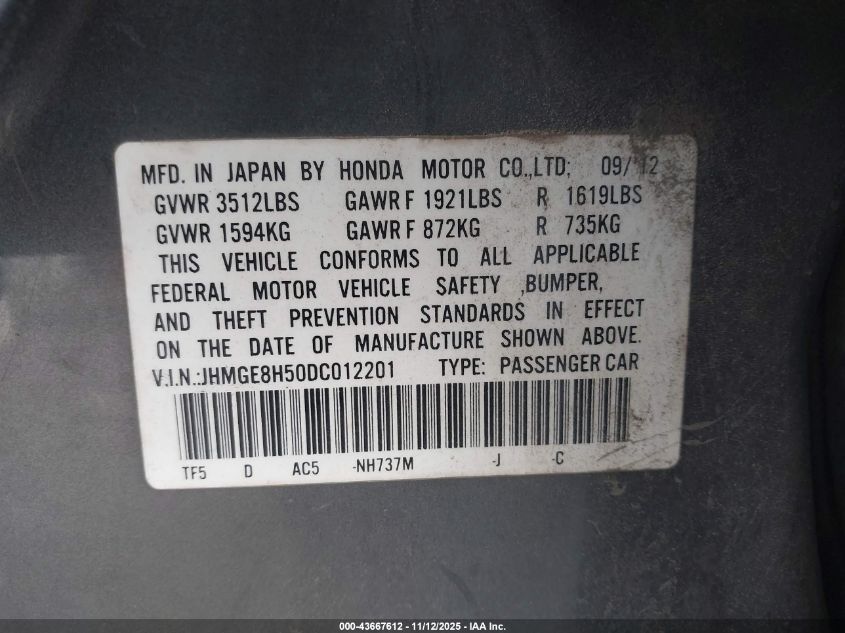 MFD. IN JAPAN BY HONDA MOTOR CO.,LTD; 09/12
GVWR 3512LBS GAWR F 1921LBS R 1619LBS
GVWR 1594KG GAWR F 872KG R 735KG
THIS VEHICLE CONFORMS TO ALL APPLICABLE
FEDERAL MOTOR VEHICLE SAFETY ,BUMPER,
AND THEFT PREVENTION STANDARDS IN EFFECT
ON THE DATE OF MANUFACTURE SHOWN ABOVE.
V.I.N.:JHMGE8H50DC012201 TYPE: PASSENGER CAR
TF5 D AC5 -NH737M -J -C
000-43667612 - 11/12/2025 - IAA Inc.